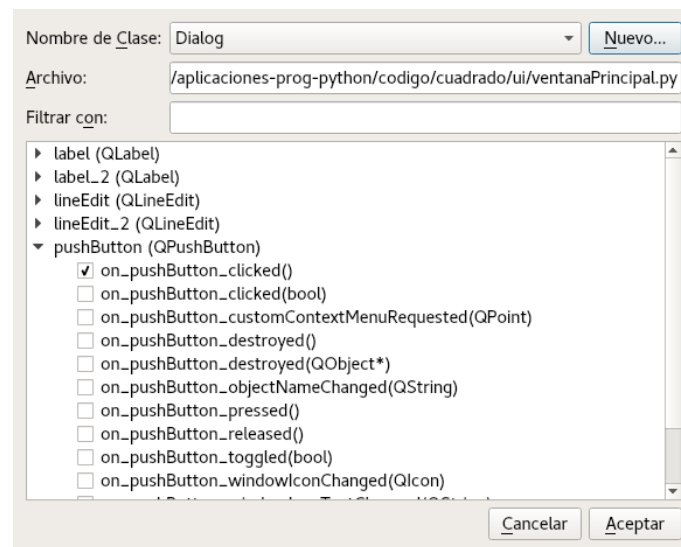 Nombre de Clase: Dialog Nuevo...
Archivo: /aplicaciones-prog-python/codigo/cuadrado/ui/ventanaPrincipal.py
Filtrar con:
label (QLabel)
label_2 (QLabel)
lineEdit (QLineEdit)
lineEdit_2 (QLineEdit)
pushButton (QPushButton)
on_pushButton_clicked()
on_pushButton_clicked(bool)
on_pushButton_customContextMenuRequested(QPoint)
on_pushButton_destroyed()
on_pushButton_destroyed(QObject*)
on_pushButton_objectNameChanged(QString)
on_pushButton_pressed()
on_pushButton_released()
on_pushButton_toggled(bool)
on_pushButton_windowIconChanged(QIcon)
Cancelar Aceptar